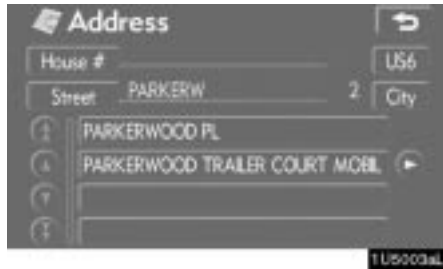 Address
House # US6
Street PARKERW 2 City
PARKERWOOD PL
PARKERWOOD TRAILER COURT MOBIL
1U5003aL